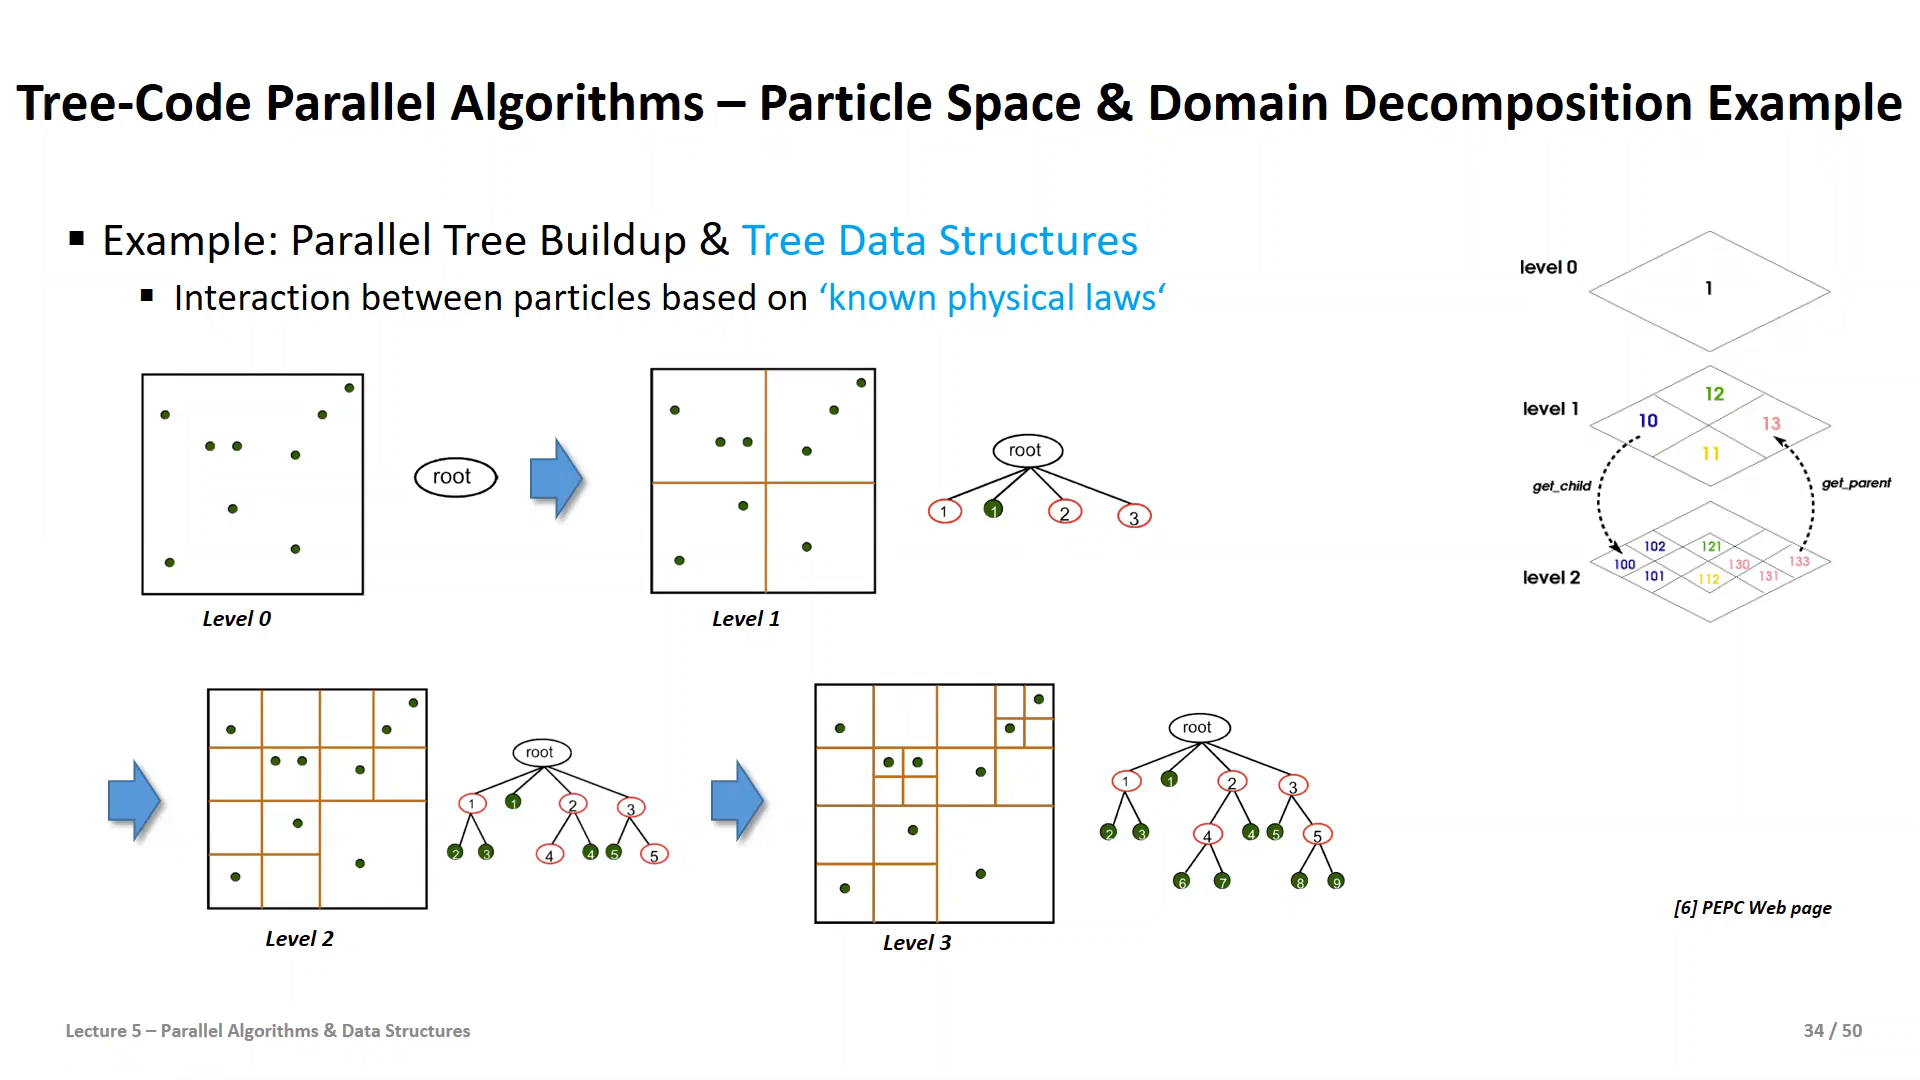 Tree-Code Parallel Algorithms – Particle Space & Domain Decomposition Example
▪ Example: Parallel Tree Buildup & Tree Data Structures
▪ Interaction between particles based on ‘known physical laws‘
root
Level 0
root
1 1 2 3
Level 1
level 0
1
level 1
12
10 13
11
get_child
get_parent
level 2
102 121
100 130 133
101 112 131
root
1 1 2 3
2 3 4 4 5 5
Level 2
root
1 1 2 3
2 3 4 4 5 5
6 7 8 9
Level 3
[6] PEPC Web page
Lecture 5 – Parallel Algorithms & Data Structures
34 / 50